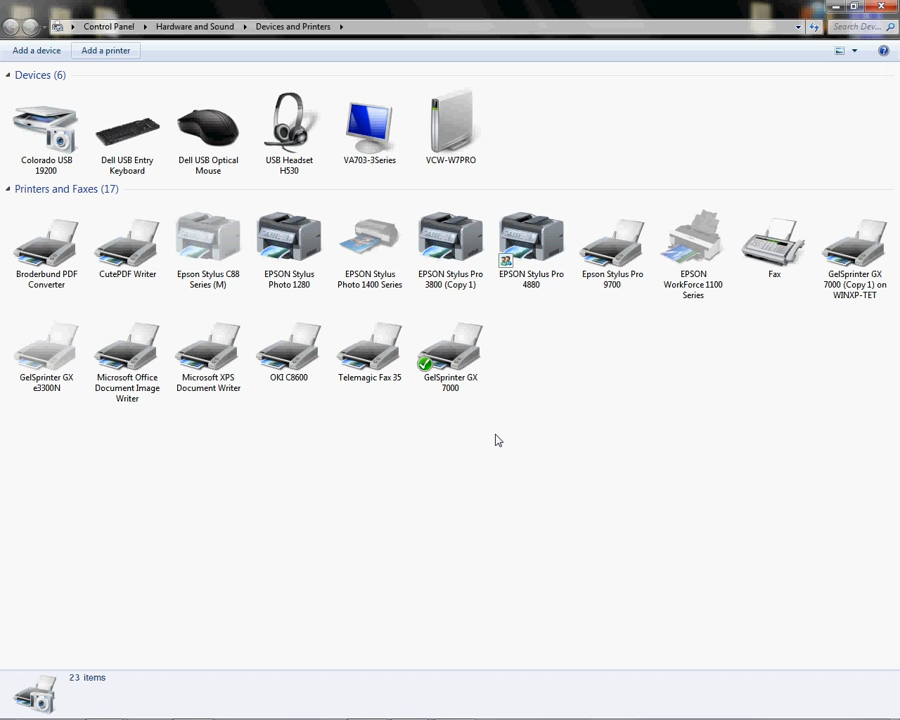 Control Panel Hardware and Sound Devices and Printers Search Dev...
Add a device Add a printer
Devices (6)
Colorado USB
19200
Dell USB Entry
Keyboard
Dell USB Optical
Mouse
USB Headset
H530
VA703-3Series
VCW-W7PRO
Printers and Faxes (17)
Broderbund PDF
Converter
CutePDF Writer
Epson Stylus C88
Series (M)
EPSON Stylus
Photo 1280
EPSON Stylus
Photo 1400 Series
EPSON Stylus Pro
3800 (Copy 1)
EPSON Stylus Pro
4880
Epson Stylus Pro
9700
EPSON
WorkForce 1100
Series
Fax
GelSprinter GX
7000 (Copy 1) on
WINXP-TET
GelSprinter GX
e3300N
Microsoft Office
Document Image
Writer
Microsoft XPS
Document Writer
OKI C8600
Telemagic Fax 35
GelSprinter GX
7000
23 items